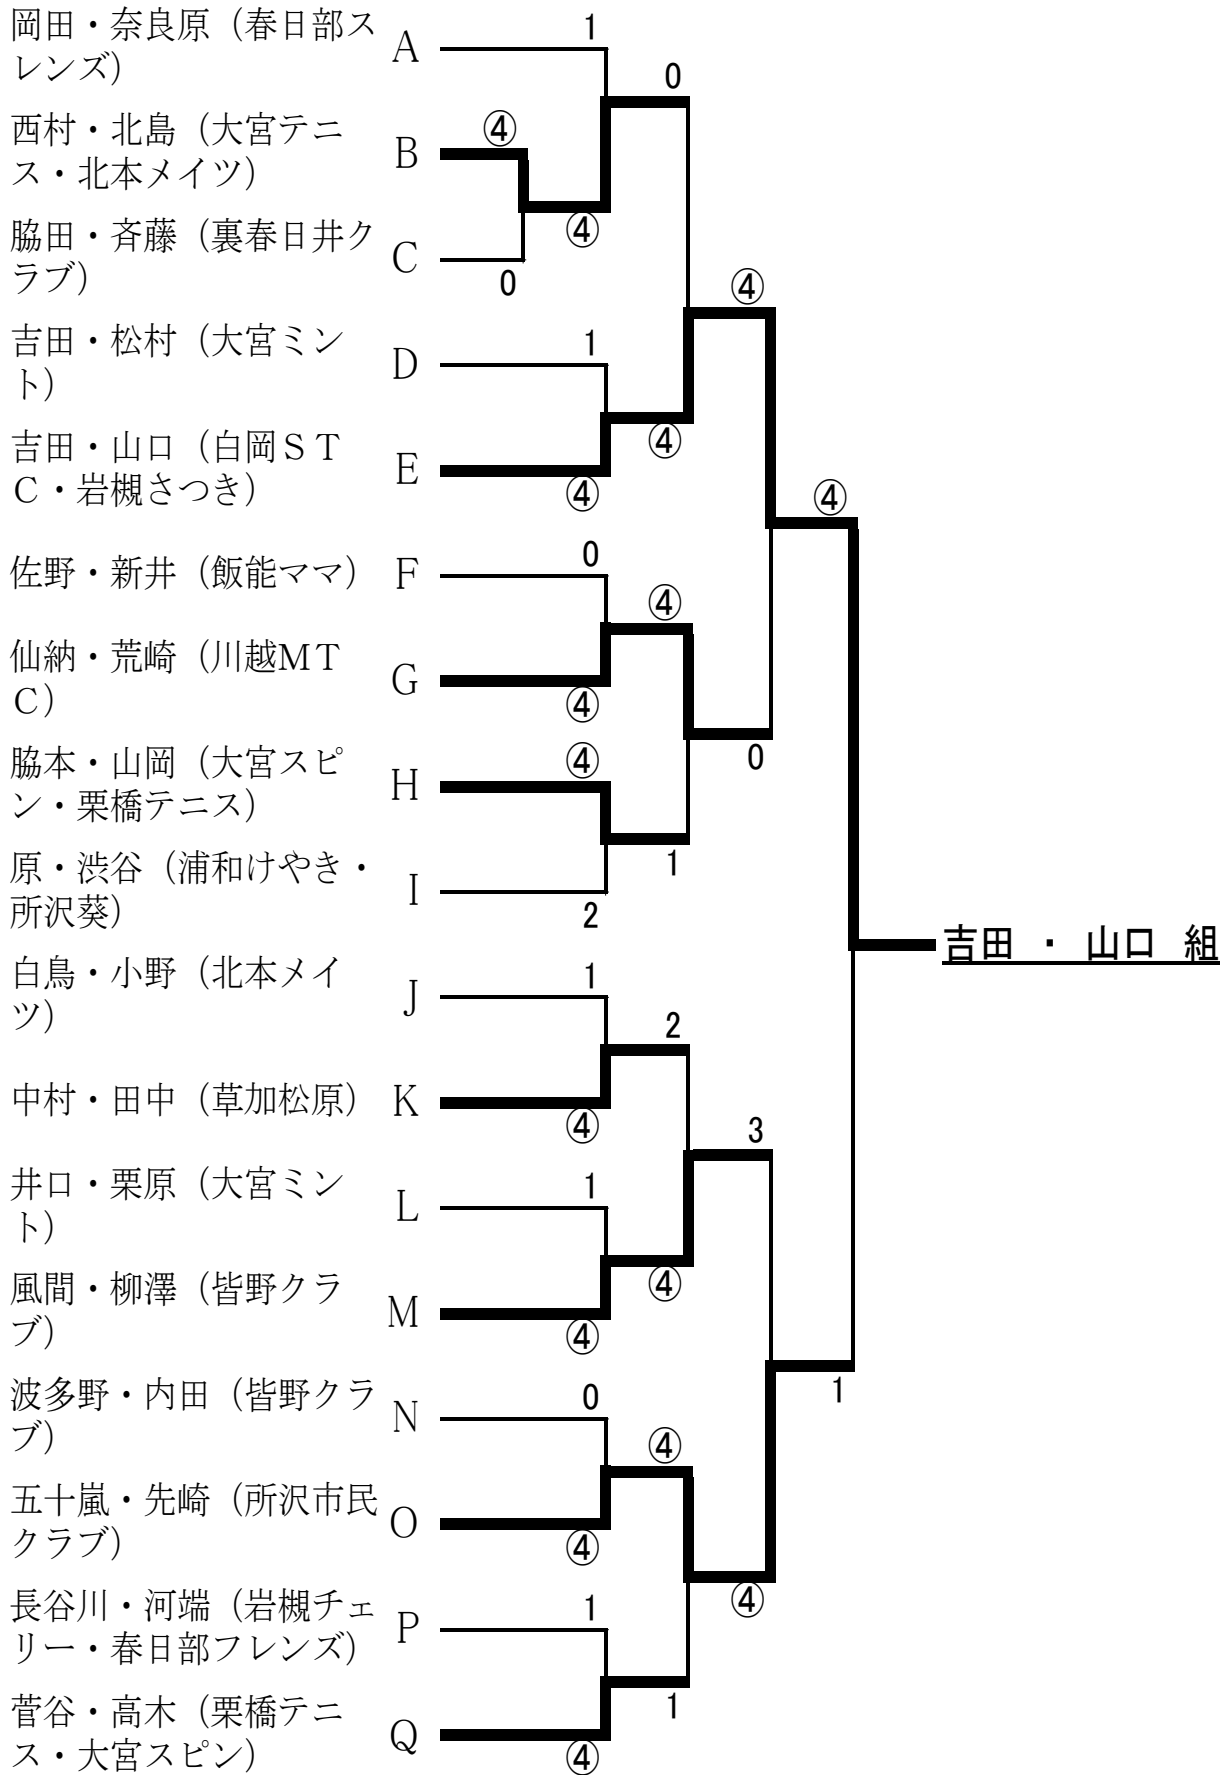 岡田・奈良原（春日部ス
レンズ）
A
1
0
西村・北島（大宮テニ
ス・北本メイツ）
B
④
④
脇田・斉藤（裏春日井ク
ラブ）
C
0
④
吉田・松村（大宮ミン
ト）
D
1
④
吉田・山口（白岡ＳＴ
Ｃ・岩槻さつき）
E
④
④
佐野・新井（飯能ママ）
F
0
④
仙納・荒崎（川越MＴ
Ｃ）
G
④
0
脇本・山岡（大宮スピ
ン・栗橋テニス）
H
④
1
原・渋谷（浦和けやき・
所沢葵）
I
2
吉田 ・ 山口 組
白鳥・小野（北本メイ
ツ）
J
1
2
中村・田中（草加松原）
K
④
3
井口・栗原（大宮ミン
ト）
L
1
④
風間・柳澤（皆野クラ
ブ）
M
④
1
波多野・内田（皆野クラ
ブ）
N
0
④
五十嵐・先崎（所沢市民
クラブ）
O
④
④
長谷川・河端（岩槻チェ
リー・春日部フレンズ）
P
1
1
菅谷・高木（栗橋テニ
ス・大宮スピン）
Q
④